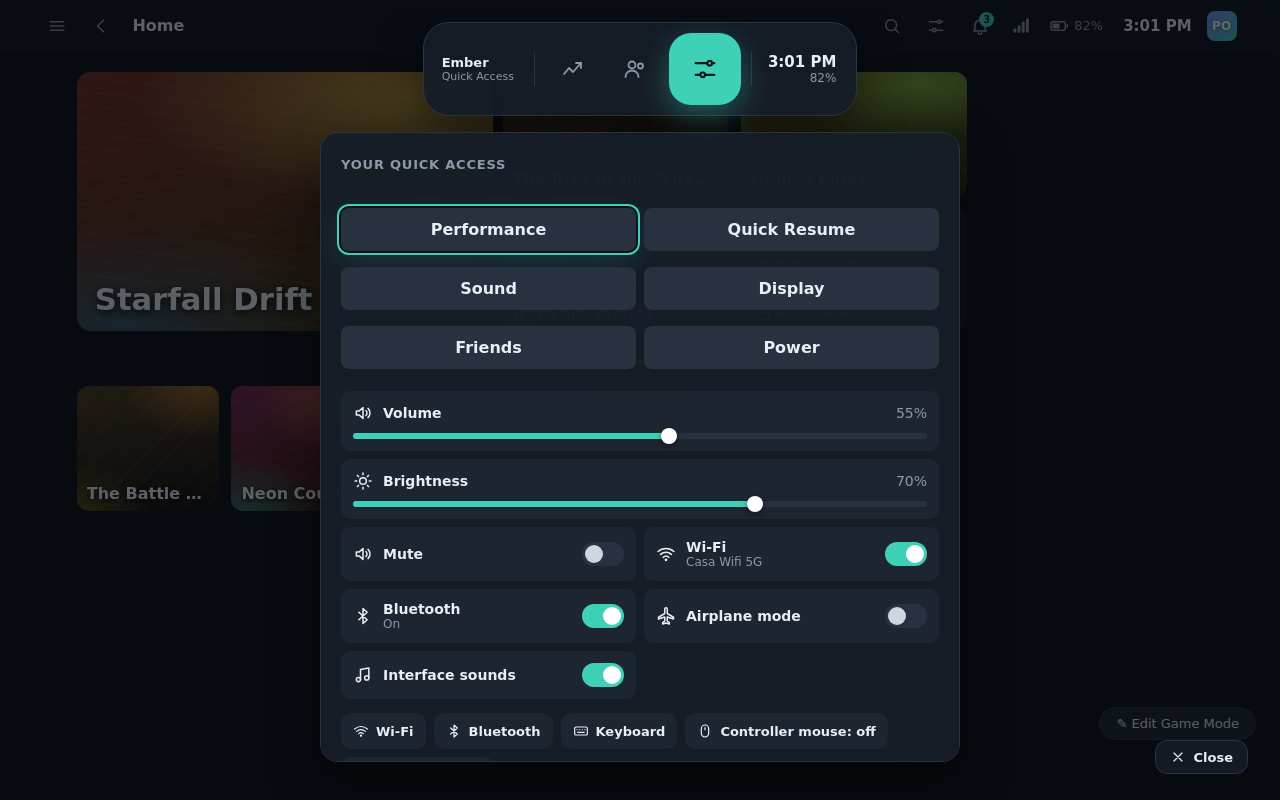 Home
3
82%
3:01 PM
PO
Ember
Quick Access
3:01 PM
82%
YOUR QUICK ACCESS
Performance
Quick Resume
Starfall Drift
Sound
Display
Friends
Power
Volume
55%
Brightness
70%
The Battle ...
Neon Cou
Mute
Wi-Fi
Casa Wifi 5G
Bluetooth
On
Airplane mode
Interface sounds
Wi-Fi
Bluetooth
Keyboard
Controller mouse: off
✎ Edit Game Mode
Close